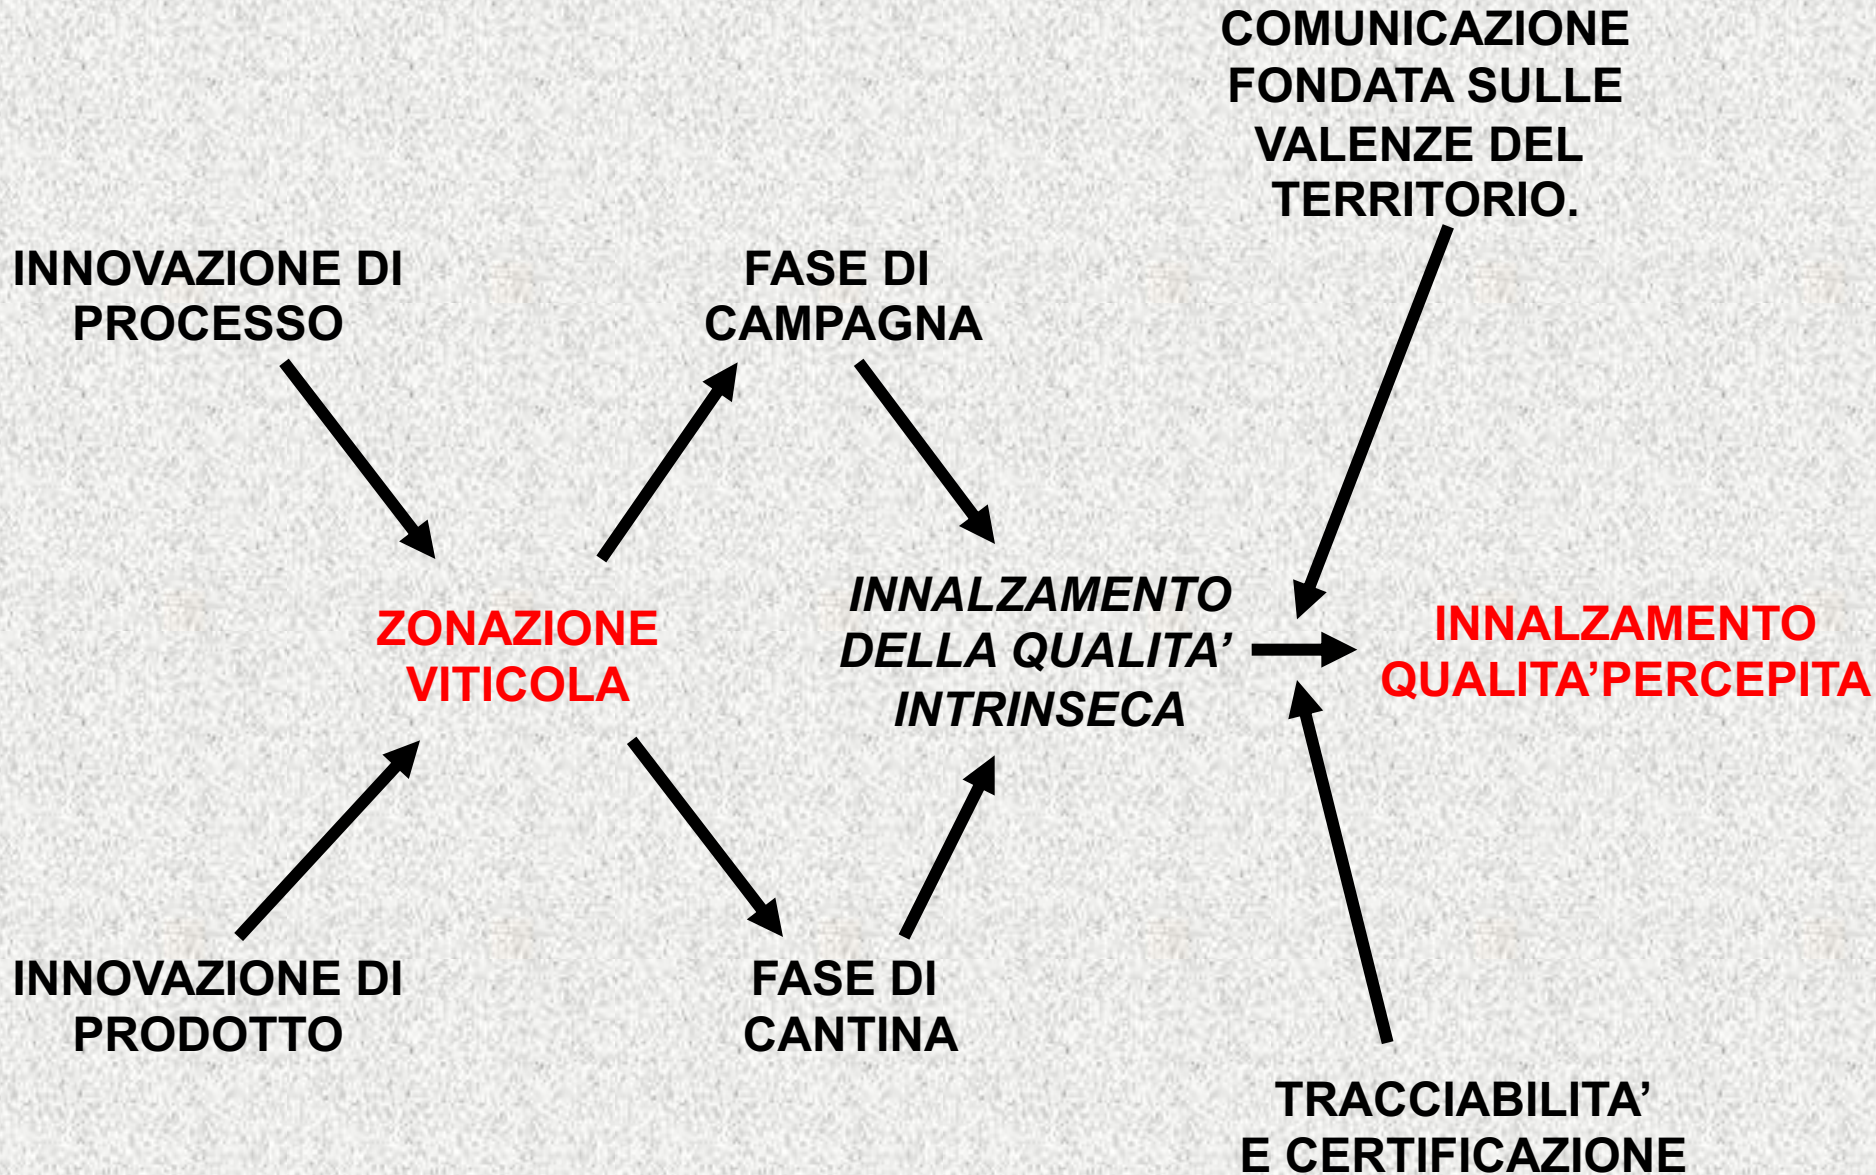 COMUNICAZIONE
FONDATA SULLE
VALENZE DEL
TERRITORIO.
INNOVAZIONE DI
PROCESSO
FASE DI
CAMPAGNA
ZONAZIONE
VITICOLA
INNALZAMENTO
DELLA QUALITA’
INTRINSECA
INNALZAMENTO
QUALITA’PERCEPITA
INNOVAZIONE DI
PRODOTTO
FASE DI
CANTINA
TRACCIABILITA’
E CERTIFICAZIONE